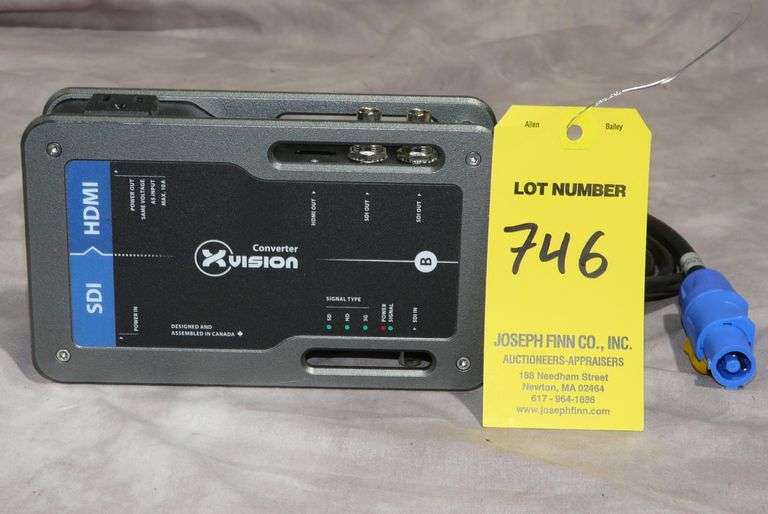 SDI > HDMI
POWER OUT
SAME VOLTAGE
AS INPUT
MAX. 10A
POWER IN
HDMI OUT
SDI OUT
SDI OUT
Converter
XVISION
B
SIGNAL TYPE
SD
HD
3G
POWER
SIGNAL
SDI IN
DESIGNED AND
ASSEMBLED IN CANADA
Allen Bailey
LOT NUMBER
746
JOSEPH FINN CO., INC.
AUCTIONEERS-APPRAISERS
188 Needham Street
Newton, MA 02464
617 - 964-1886
www.josephfinn.com